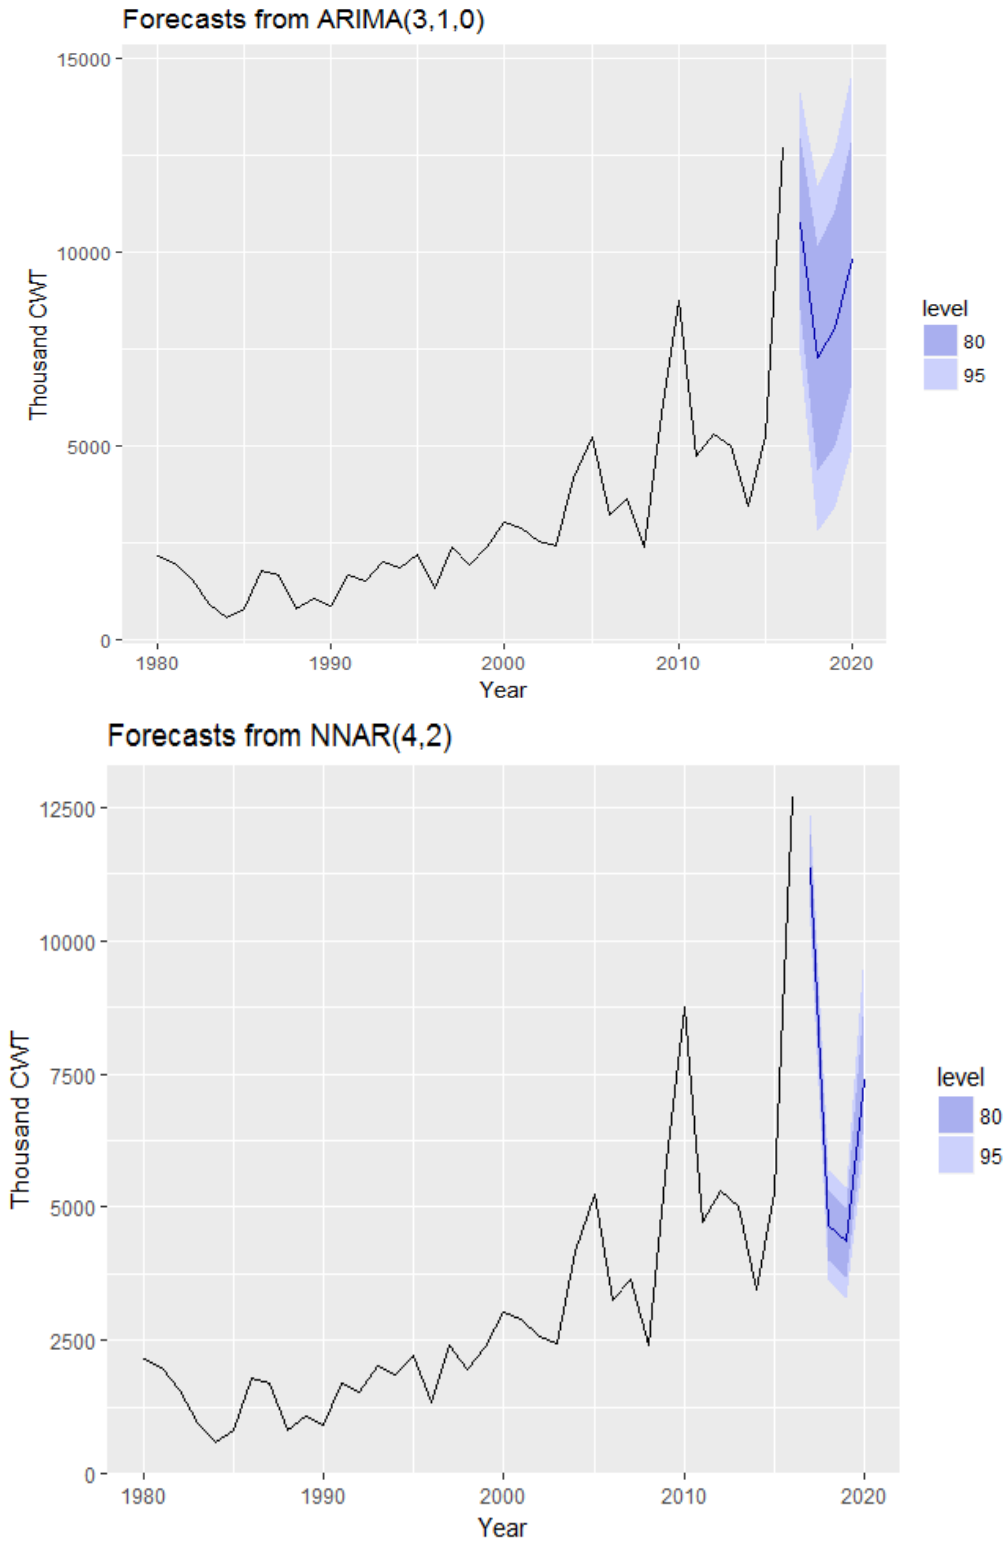 Forecasts from ARIMA(3,1,0)
15000
10000
5000
0
Thousand CWT
1980 1990 2000 2010 2020
Year
level
80
95
Forecasts from NNAR(4,2)
12500
10000
7500
5000
2500
0
Thousand CWT
1980 1990 2000 2010 2020
Year
level
80
95